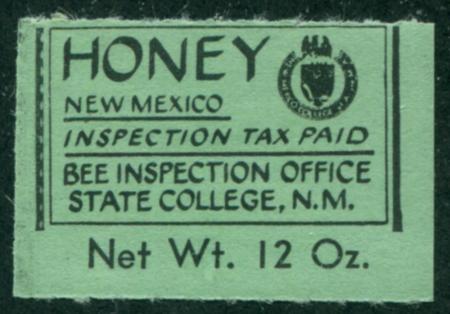 HONEY
NEW MEXICO
INSPECTION TAX PAID
BEE INSPECTION OFFICE
STATE COLLEGE, N.M.
Net Wt. 12 Oz.